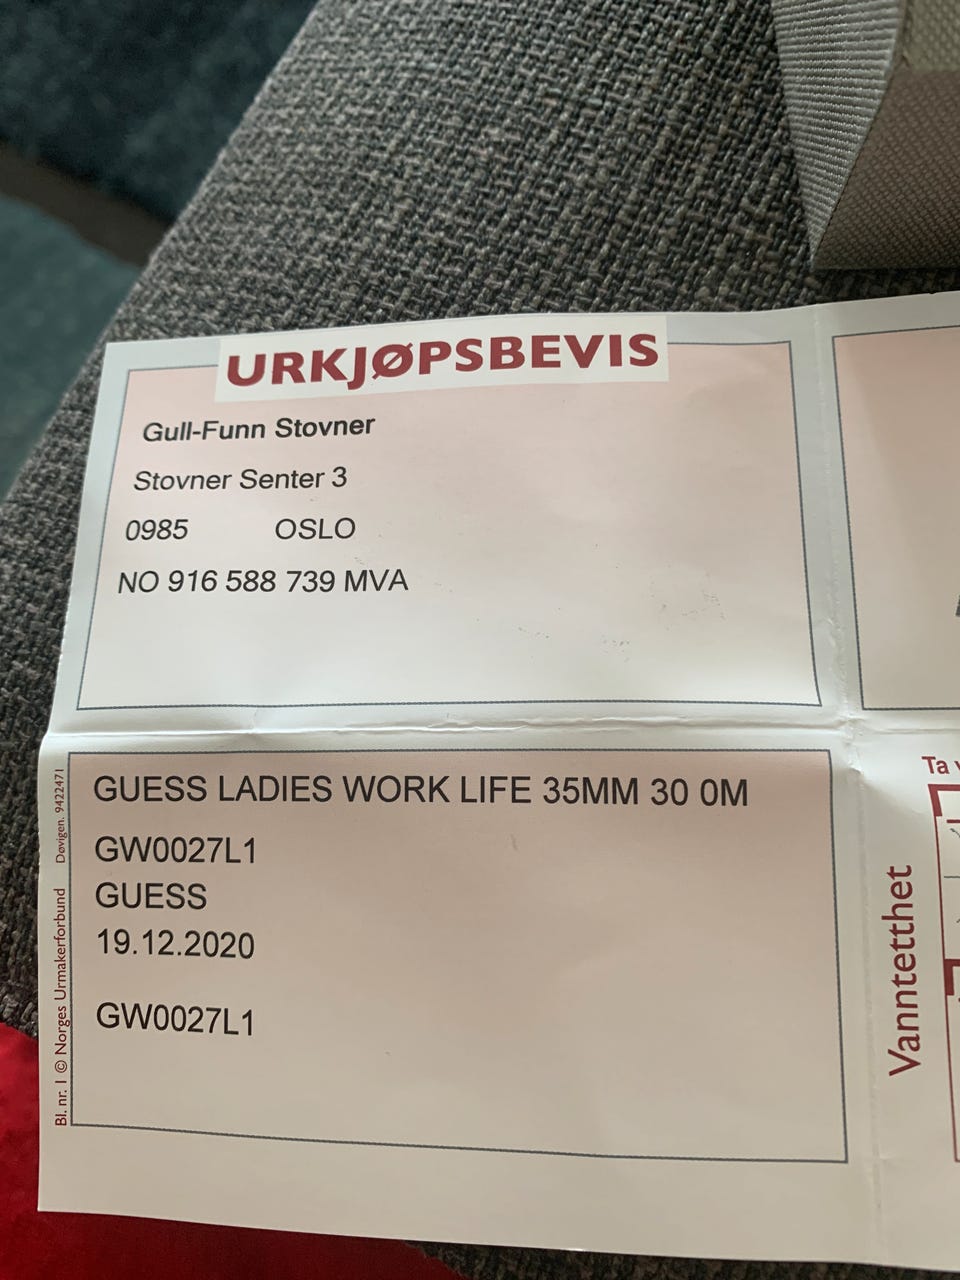 URKJØPSBEVIS
Gull-Funn Stovner
Stovner Senter 3
0985 OSLO
NO 916 588 739 MVA
GUESS LADIES WORK LIFE 35MM 30 0M
GW0027L1
GUESS
19.12.2020
GW0027L1
Bl. nr. 1 © Norges Urmakerforbund Døvigen. 9422471
Ta
Vanntetthet